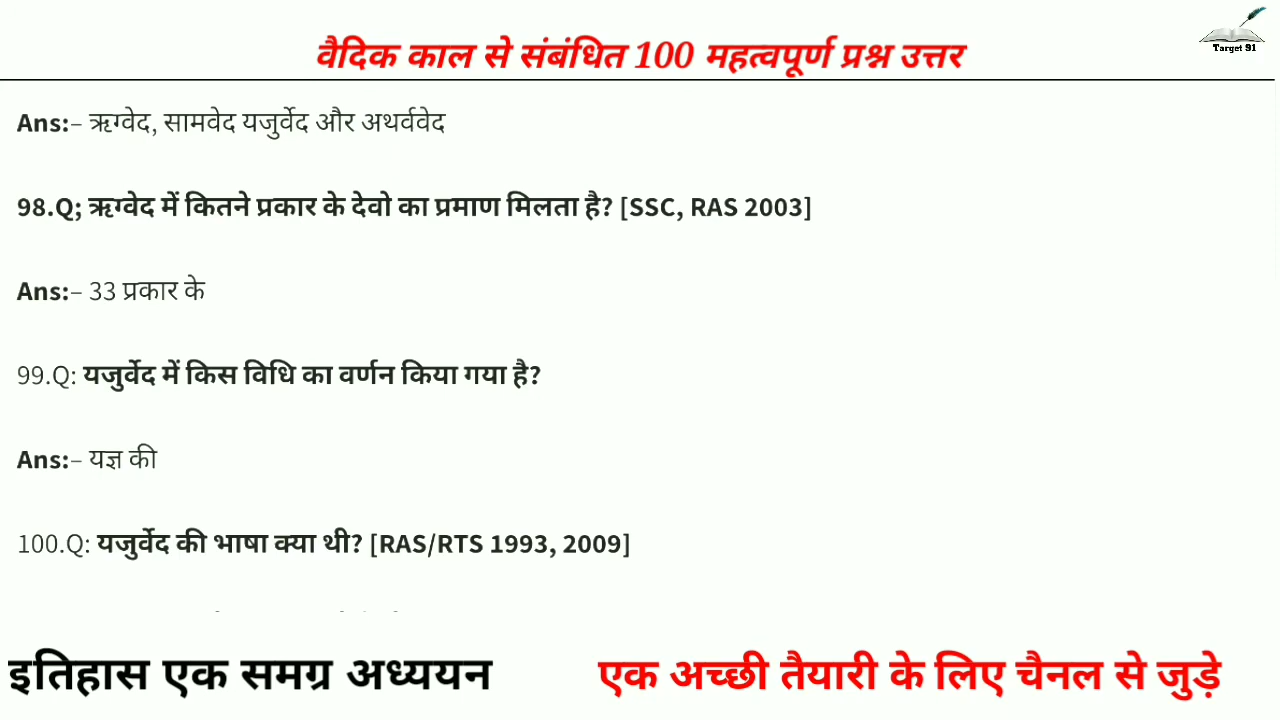 वैदिक काल से संबंधित 100 महत्वपूर्ण प्रश्न उत्तर
Target 91
Ans:– ऋग्वेद, सामवेद यजुर्वेद और अथर्ववेद
98.Q; ऋग्वेद में कितने प्रकार के देवो का प्रमाण मिलता है? [SSC, RAS 2003]
Ans:– 33 प्रकार के
99.Q: यजुर्वेद में किस विधि का वर्णन किया गया है?
Ans:– यज्ञ की
100.Q: यजुर्वेद की भाषा क्या थी? [RAS/RTS 1993, 2009]
इतिहास एक समग्र अध्ययन
एक अच्छी तैयारी के लिए चैनल से जुड़े